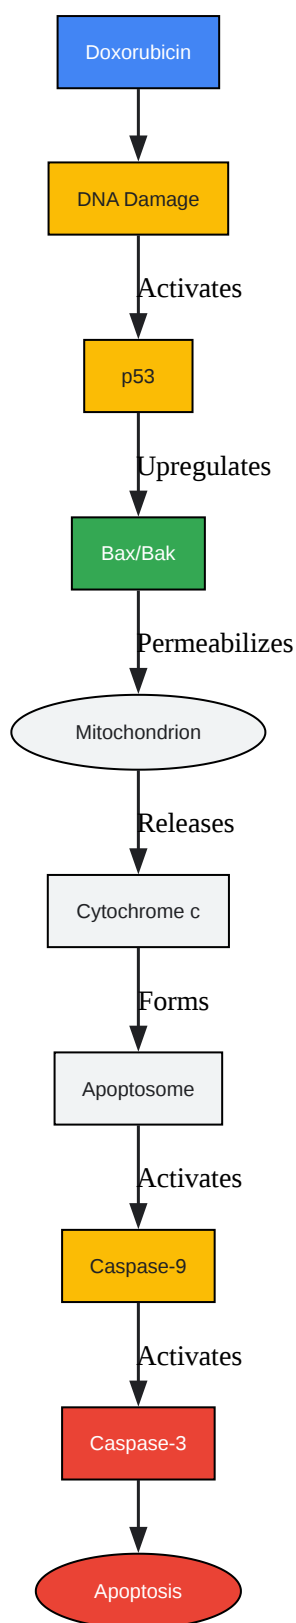 Doxorubicin
DNA Damage
Activates
p53
Upregulates
Bax/Bak
Permeabilizes
Mitochondrion
Releases
Cytochrome c
Forms
Apoptosome
Activates
Caspase-9
Activates
Caspase-3
Apoptosis